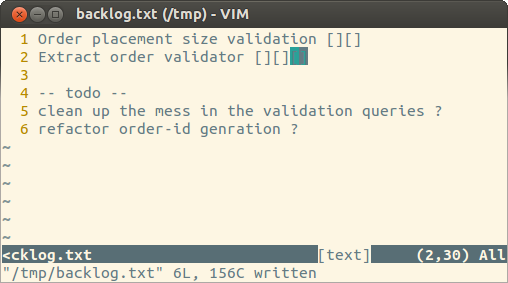 backlog.txt (/tmp) - VIM
1 Order placement size validation [][]
2 Extract order validator [][] []
3
4 -- todo --
5 clean up the mess in the validation queries ?
6 refactor order-id genration ?
~
~
~
~
~
~
<cklog.txt [text] (2,30) All
"/tmp/backlog.txt" 6L, 156C written